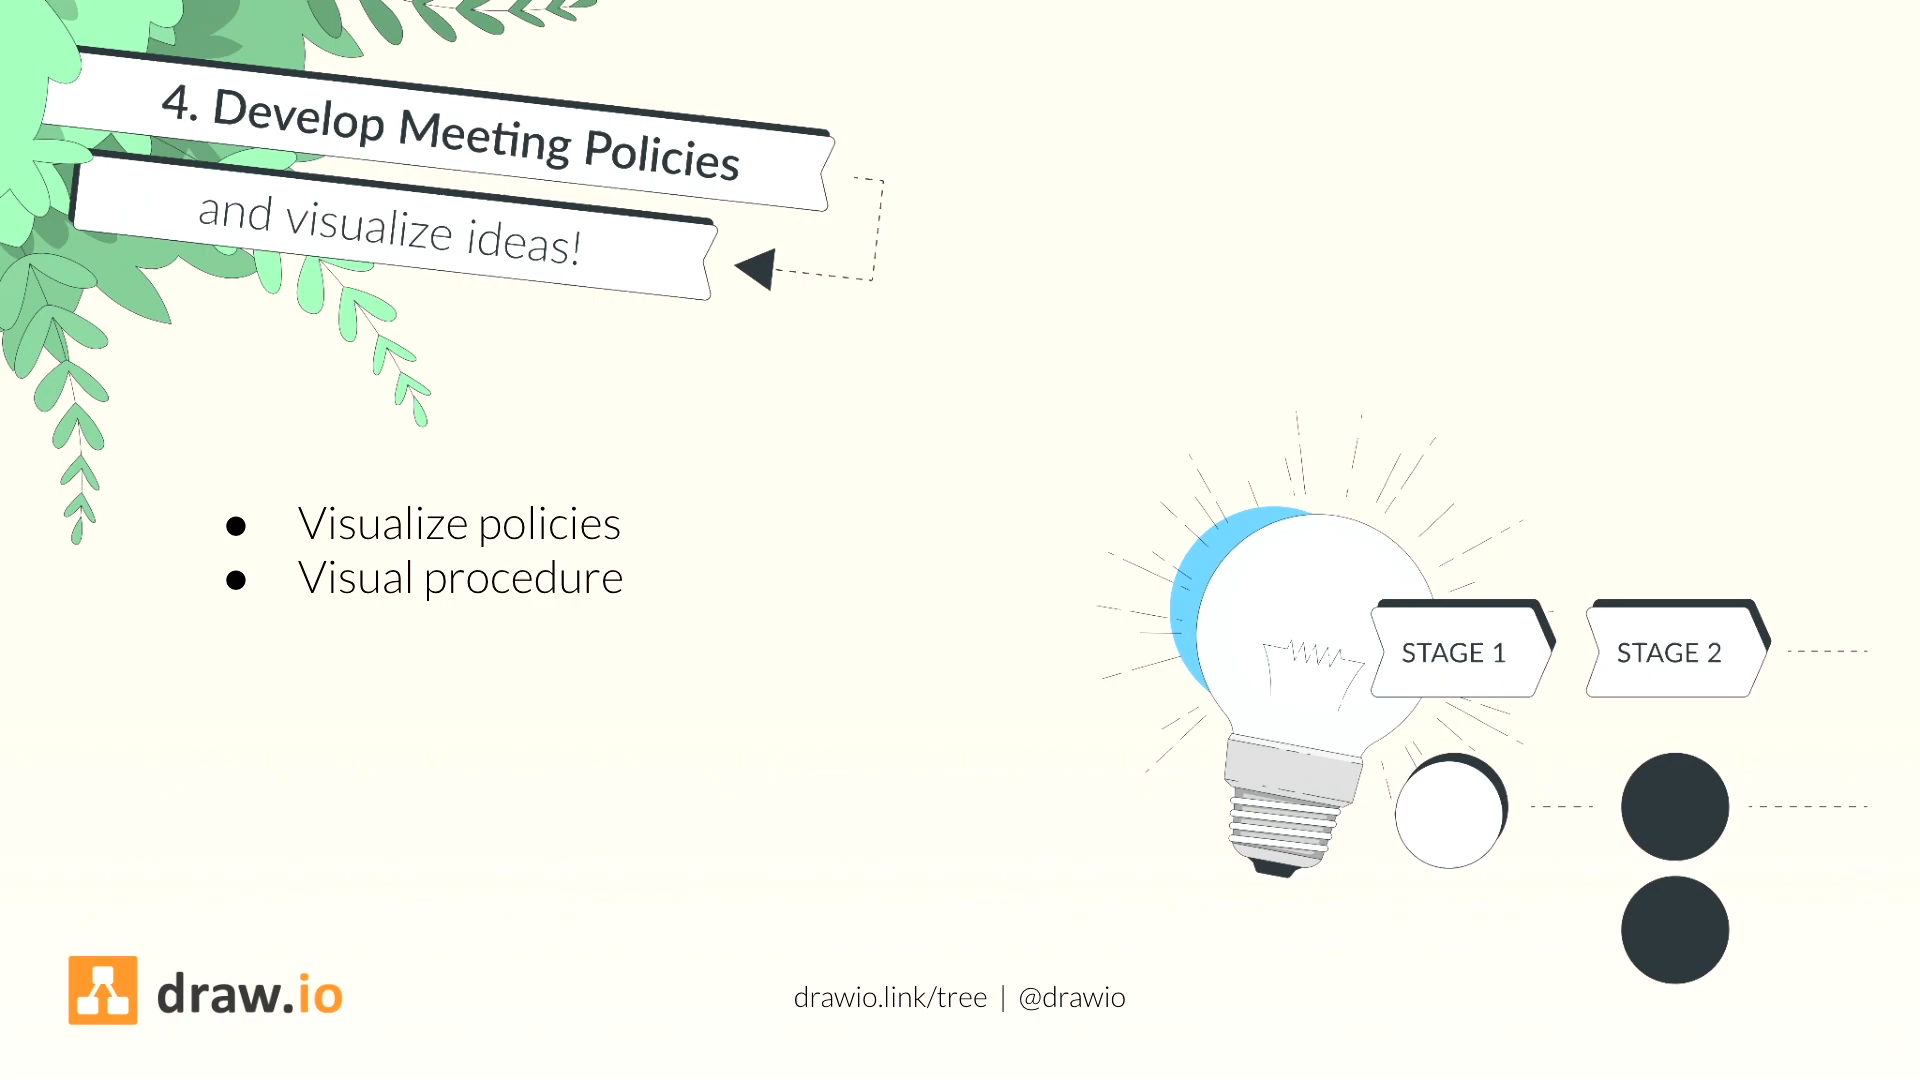 4. Develop Meeting Policies
and visualize ideas!
● Visualize policies
● Visual procedure
STAGE 1
STAGE 2
draw.io
drawio.link/tree | @drawio